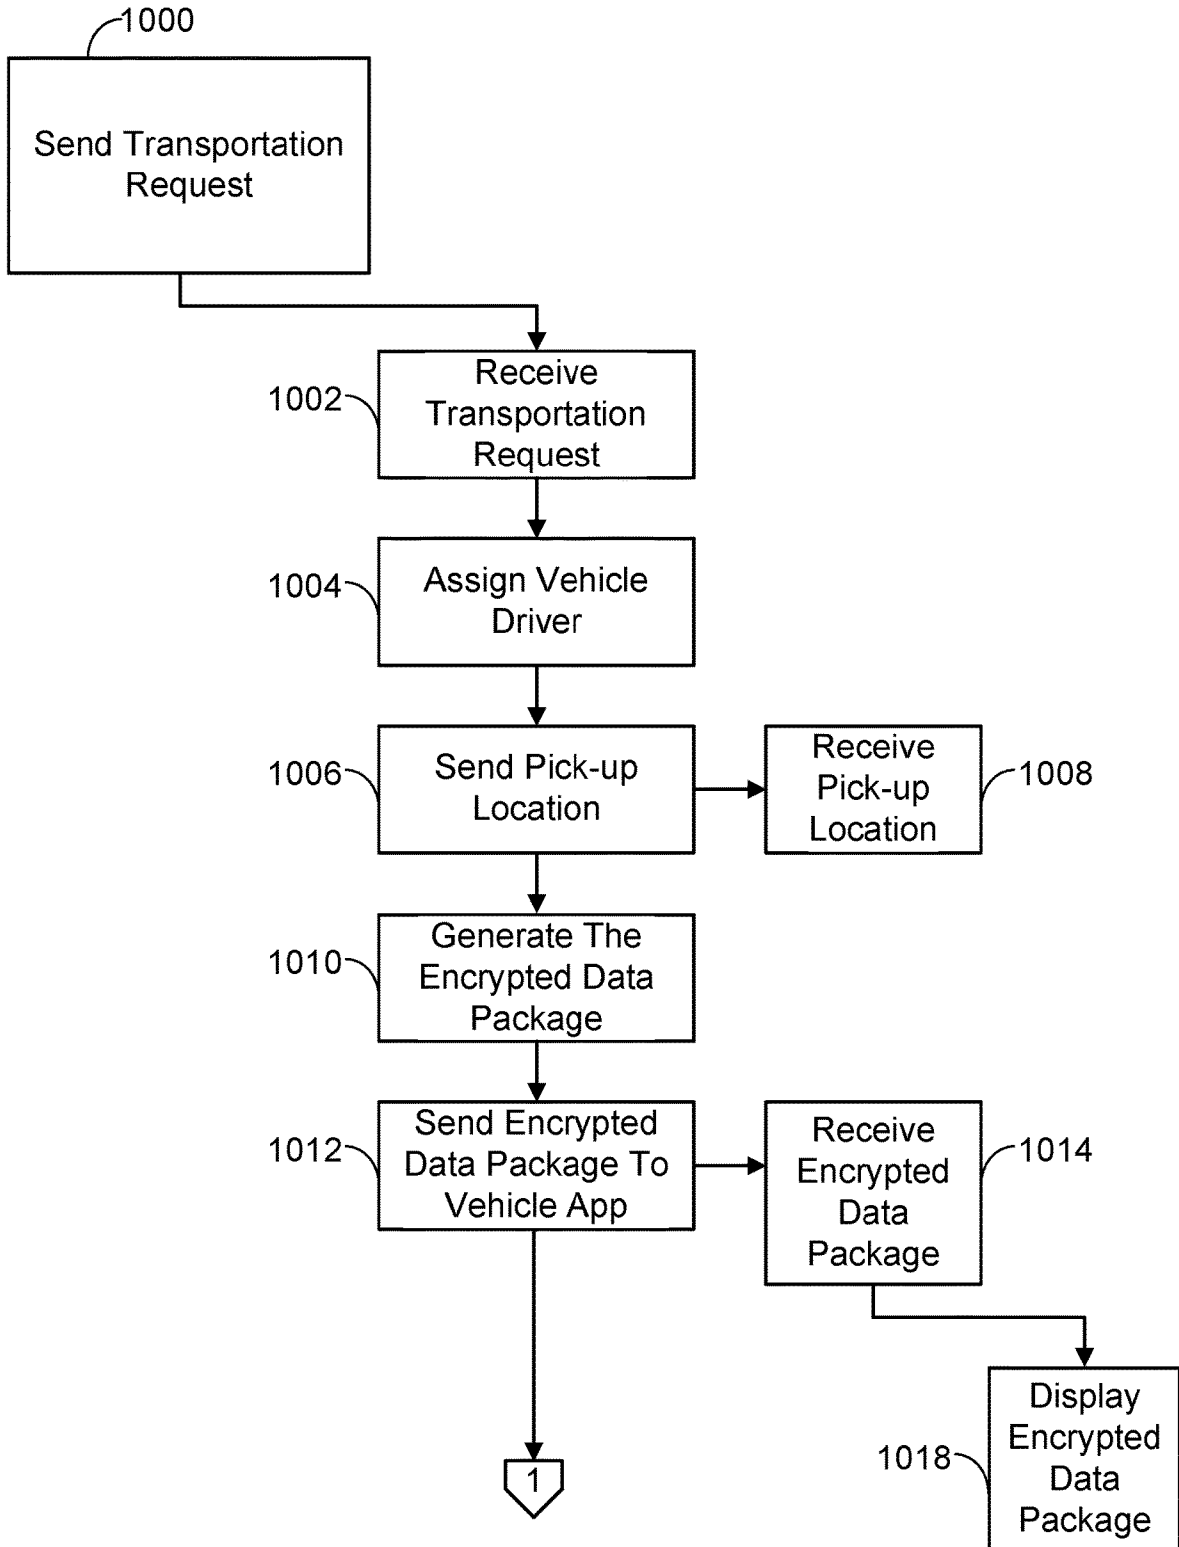 1000
Send Transportation
Request
1002
Receive
Transportation
Request
1004
Assign Vehicle
Driver
1006
Send Pick-up
Location
Receive
Pick-up
Location
1008
1010
Generate The
Encrypted Data
Package
1012
Send Encrypted
Data Package To
Vehicle App
Receive
Encrypted
Data
Package
1014
1
1018
Display
Encrypted
Data
Package